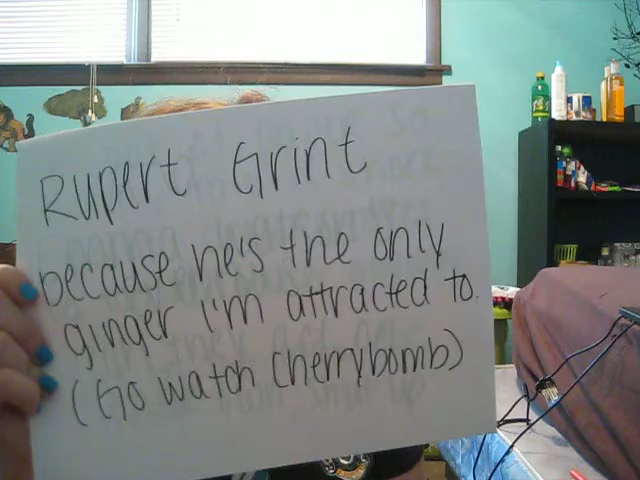 Rupert Grint
because he's the only
ginger I'm attracted to.
(Go watch Cherrybomb)